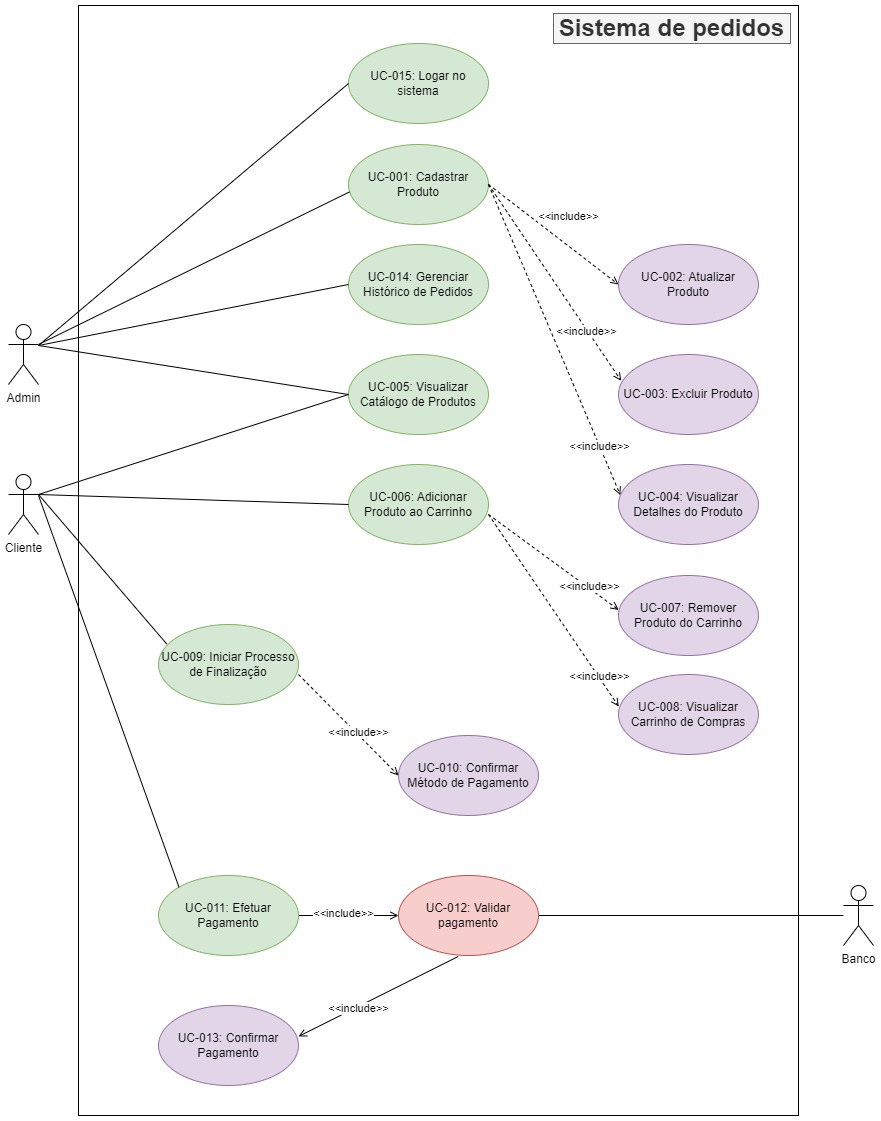 Sistema de pedidos
UC-015: Logar no
sistema
UC-001: Cadastrar
Produto
<<include>>
UC-014: Gerenciar
Histórico de Pedidos
UC-002: Atualizar
Produto
<<include>>
Admin
UC-005: Visualizar
Catálogo de Produtos
UC-003: Excluir Produto
<<include>>
UC-006: Adicionar
Produto ao Carrinho
UC-004: Visualizar
Detalhes do Produto
Cliente
<<include>>
UC-007: Remover
Produto do Carrinho
UC-009: Iniciar Processo
de Finalização
<<include>>
UC-008: Visualizar
Carrinho de Compras
<<include>>
UC-010: Confirmar
Método de Pagamento
UC-011: Efetuar
Pagamento
<<include>>
UC-012: Validar
pagamento
Banco
<<include>>
UC-013: Confirmar
Pagamento